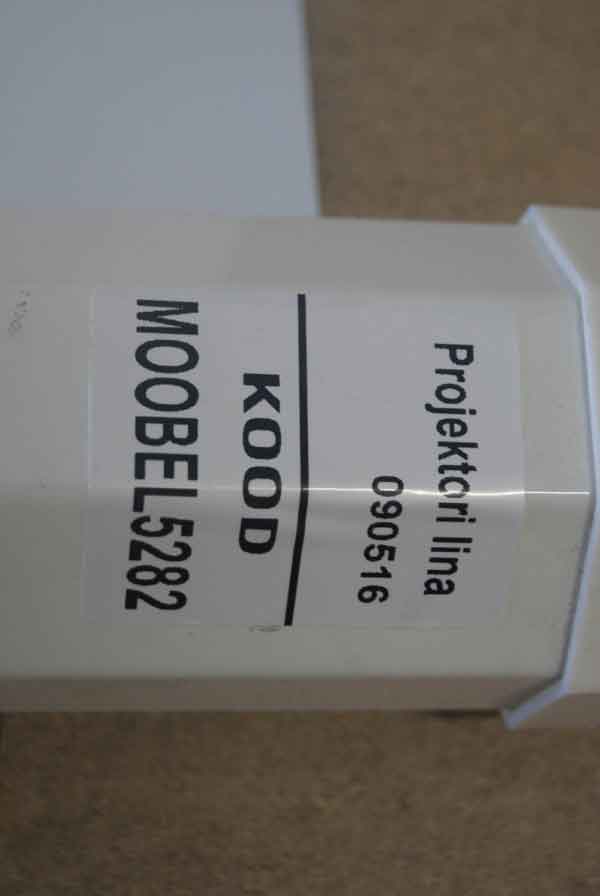 Projektori lina
090516
KOOD
MOOBEL5282